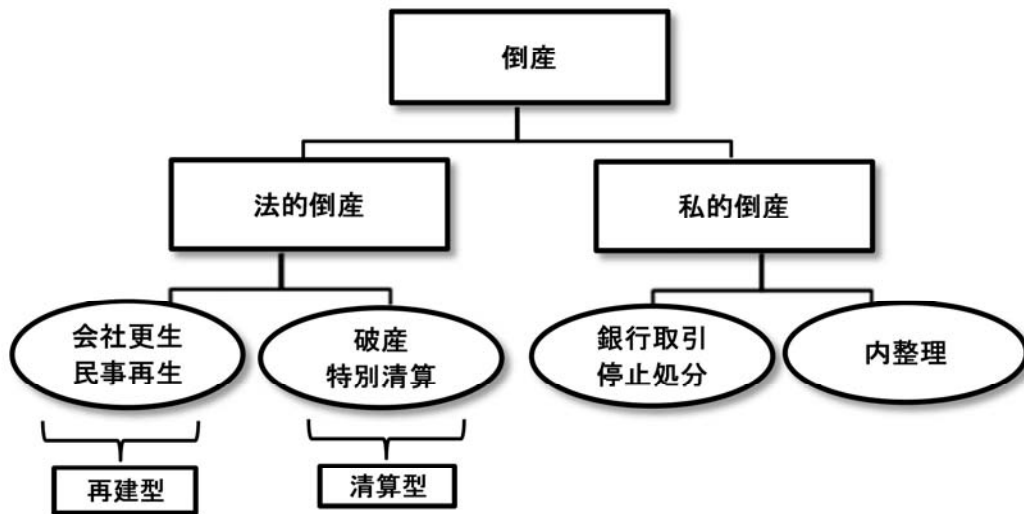 倒産
法的倒産
私的倒産
会社更生
民事再生
破産
特別清算
銀行取引
停止処分
内整理
再建型
清算型